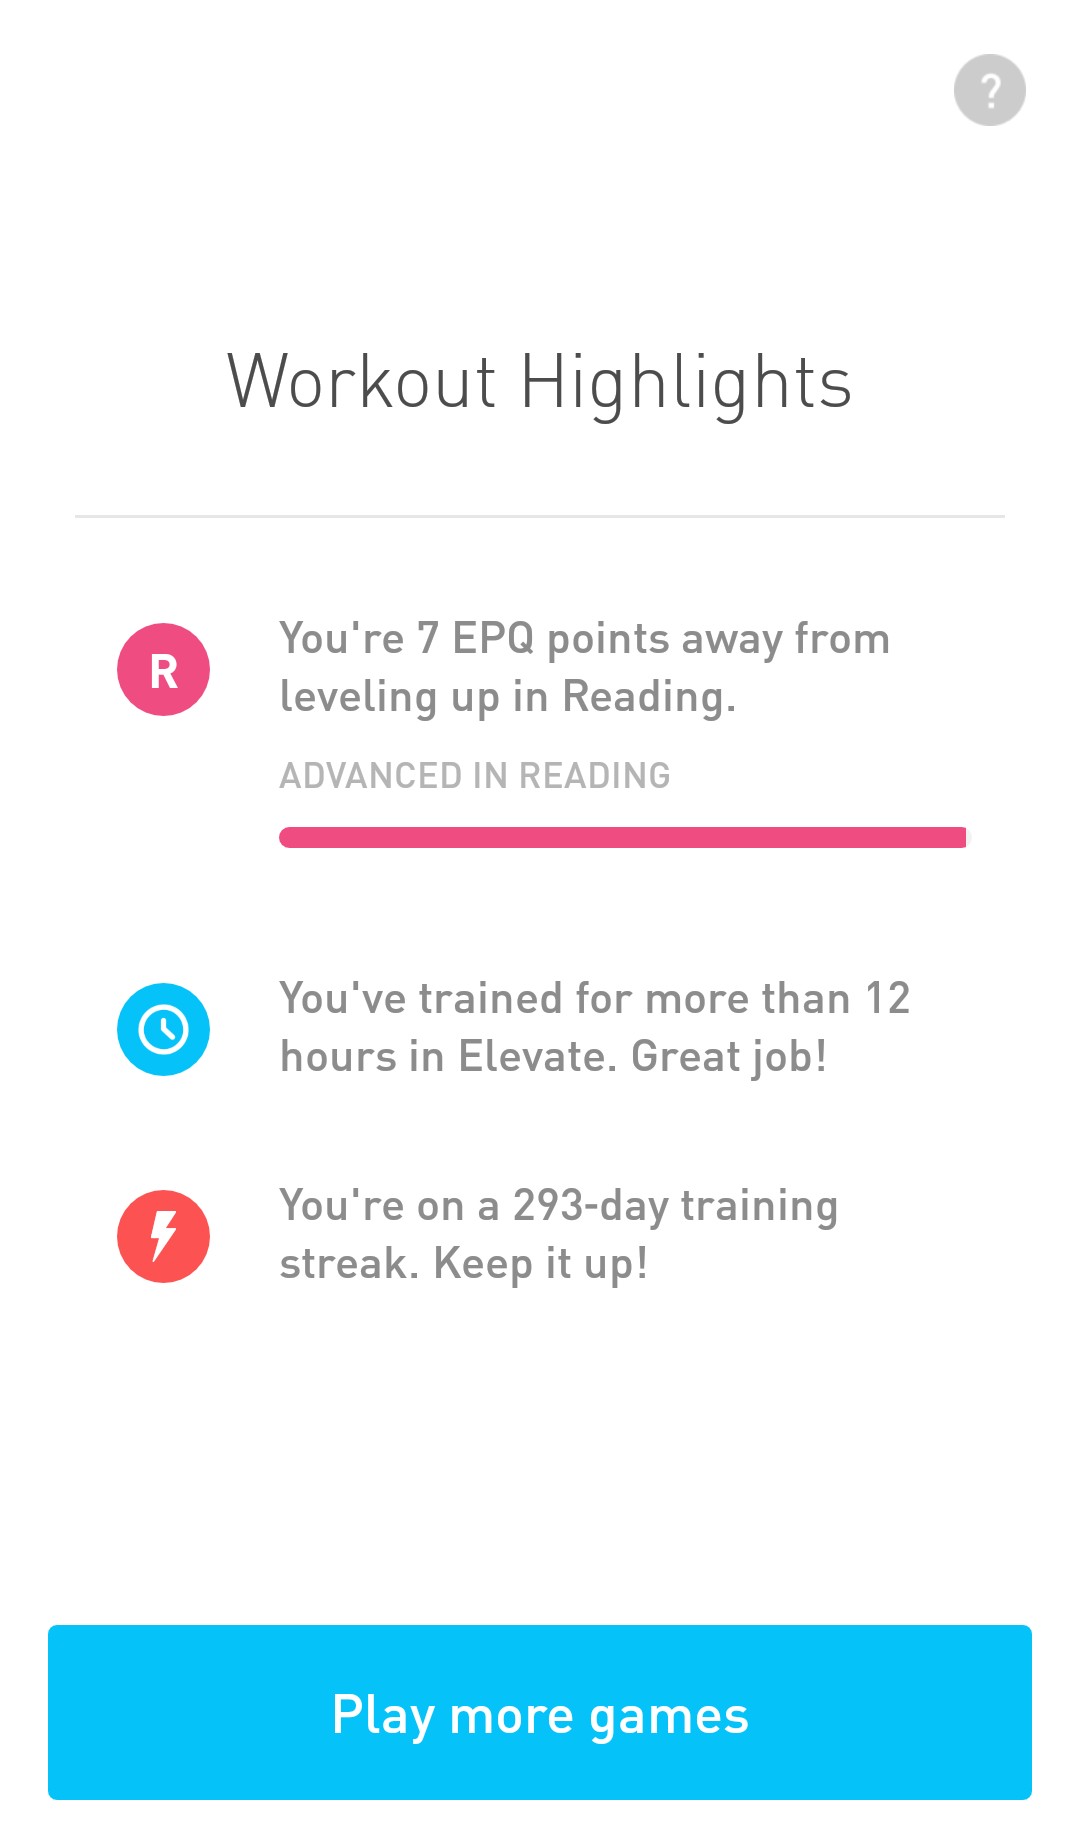 ?
Workout Highlights
R
You're 7 EPQ points away from
leveling up in Reading.
ADVANCED IN READING
You've trained for more than 12
hours in Elevate. Great job!
You're on a 293-day training
streak. Keep it up!
Play more games